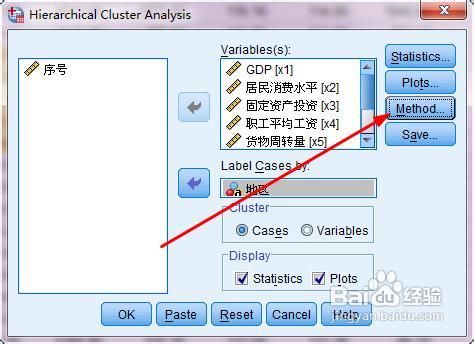 Hierarchical Cluster Analysis
序号
Variables(s):
GDP [x1]
居民消费水平 [x2]
固定资产投资 [x3]
职工平均工资 [x4]
货物周转量 [x5]
Label Cases by:
地区
Cluster
Cases
Variables
Display
Statistics
Plots
Statistics...
Plots...
Method...
Save...
OK
Paste
Reset
Cancel
Help
Baidu 经验
jingyan.baidu.com